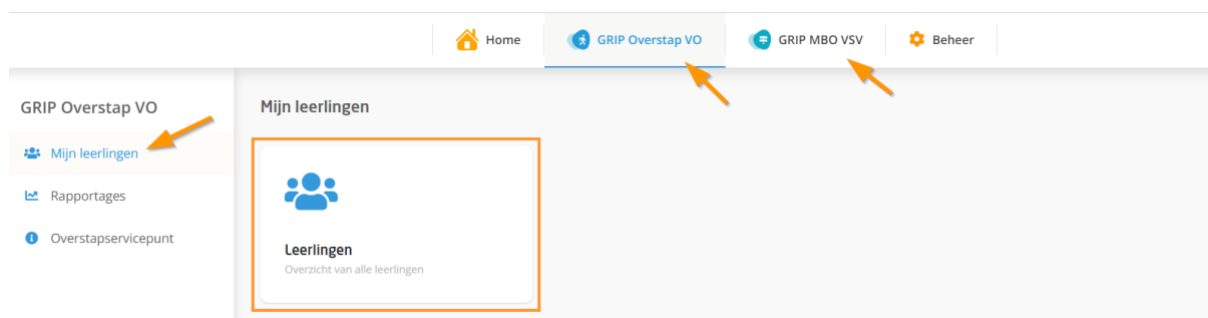 Home
GRIP Overstap VO
GRIP MBO VSV
Beheer
GRIP Overstap VO
Mijn leerlingen
Rapportages
Overstapservicepunt
Mijn leerlingen
Leerlingen
Overzicht van alle leerlingen